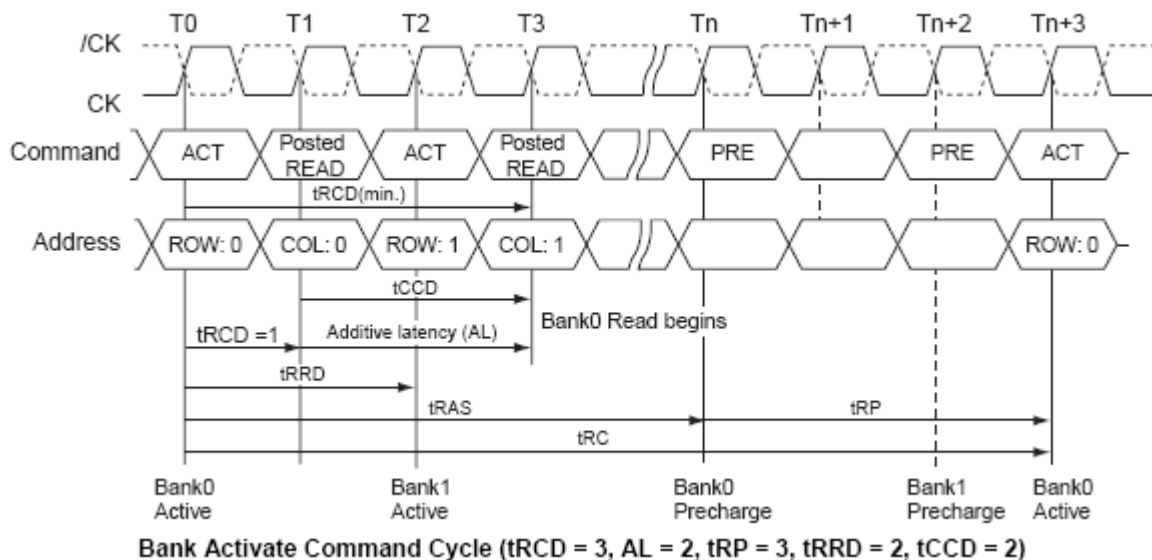 T0 T1 T2 T3 Tn Tn+1 Tn+2 Tn+3
/CK
CK
Command ACT Posted READ ACT Posted READ PRE PRE ACT
tRCD(min.)
Address ROW: 0 COL: 0 ROW: 1 COL: 1 ROW: 0
tCCD
Bank0 Read begins
tRCD =1 Additive latency (AL)
tRRD
tRAS tRP
tRC
Bank0 Active Bank1 Active Bank0 Precharge Bank1 Precharge Bank0 Active
Bank Activate Command Cycle (tRCD = 3, AL = 2, tRP = 3, tRRD = 2, tCCD = 2)